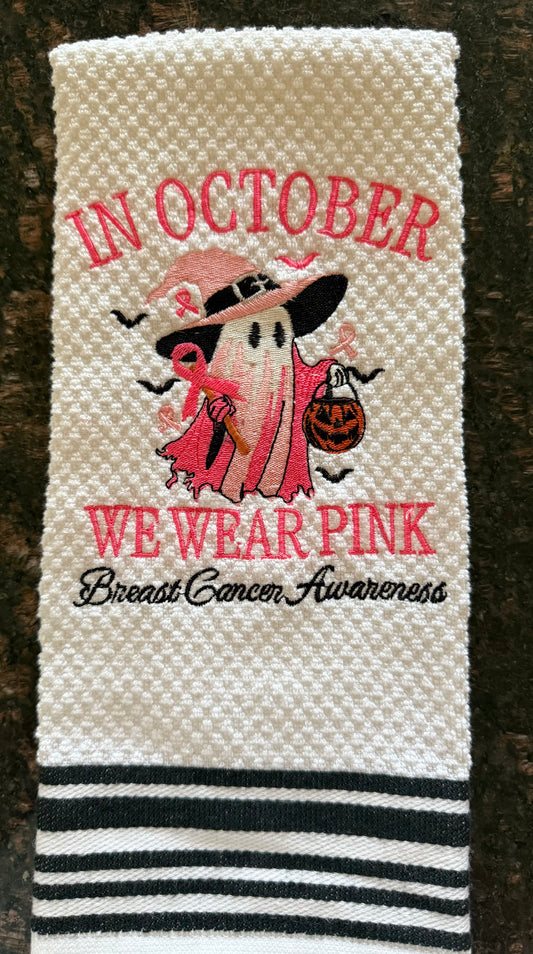 IN OCTOBER
WE WEAR PINK
Breast Cancer Awareness